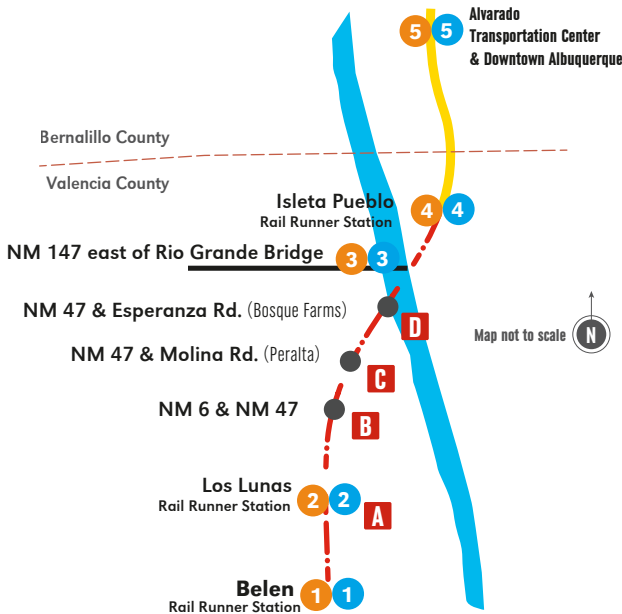 5 5 Alvarado
Transportation Center
& Downtown Albuquerque
Bernalillo County
Valencia County
Isleta Pueblo
Rail Runner Station
4 4
NM 147 east of Rio Grande Bridge 3 3
NM 47 & Esperanza Rd. (Bosque Farms)
D
Map not to scale N
NM 47 & Molina Rd. (Peralta)
C
NM 6 & NM 47
B
Los Lunas
Rail Runner Station
2 2 A
Belen
Rail Runner Station
1 1